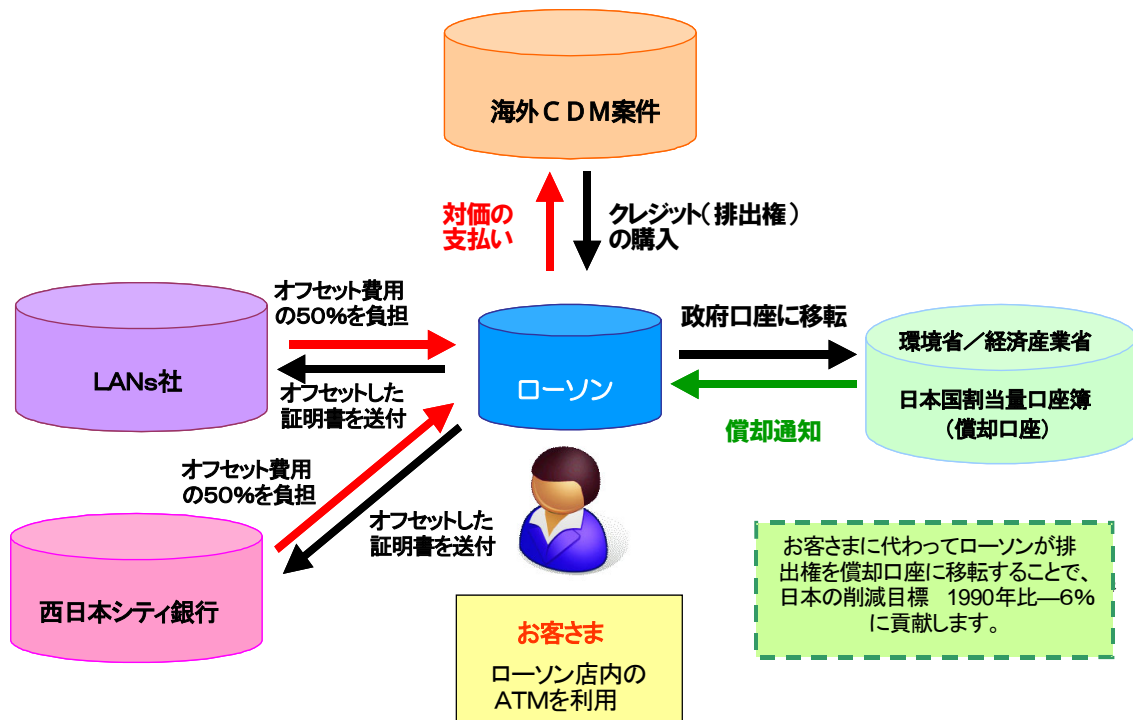 海外ＣＤＭ案件
対価の
支払い
クレジット（排出権）
の購入
オフセット費用
の50％を負担
LANs社
オフセットした
証明書を送付
ローソン
政府口座に移転
償却通知
環境省／経済産業省
日本国割当量口座簿
（償却口座）
オフセット費用
の50％を負担
オフセットした
証明書を送付
西日本シティ銀行
お客さま
ローソン店内の
ATMを利用
お客さまに代わってローソンが排
出権を償却口座に移転することで、
日本の削減目標　1990年比―6％
に貢献します。